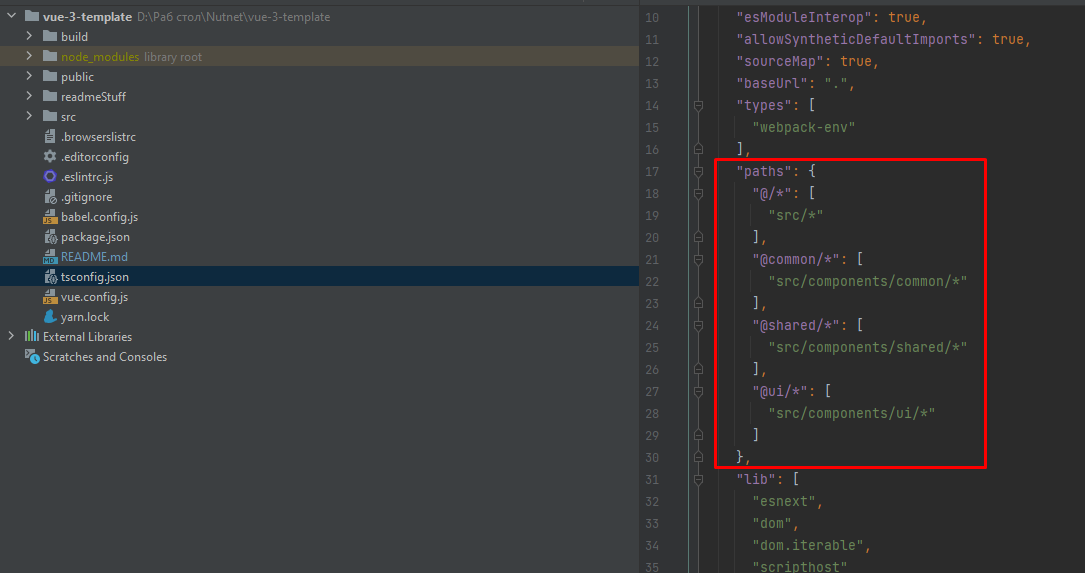 vue-3-template D:\Раб стол\Nutnet\vue-3-template
build
node_modules library root
public
readmeStuff
src
.browserslistrc
.editorconfig
.eslintrc.js
.gitignore
babel.config.js
package.json
README.md
tsconfig.json
vue.config.js
yarn.lock
External Libraries
Scratches and Consoles
10 "esModuleInterop": true,
11 "allowSyntheticDefaultImports": true,
12 "sourceMap": true,
13 "baseUrl": ".",
14 "types": [
15 "webpack-env"
16 ],
17 "paths": {
18 "@/*": [
19 "src/*"
20 ],
21 "@common/*": [
22 "src/components/common/*"
23 ],
24 "@shared/*": [
25 "src/components/shared/*"
26 ],
27 "@ui/*": [
28 "src/components/ui/*"
29 ]
30 },
31 "lib": [
32 "esnext",
33 "dom",
34 "dom.iterable",
35 "scripthost"